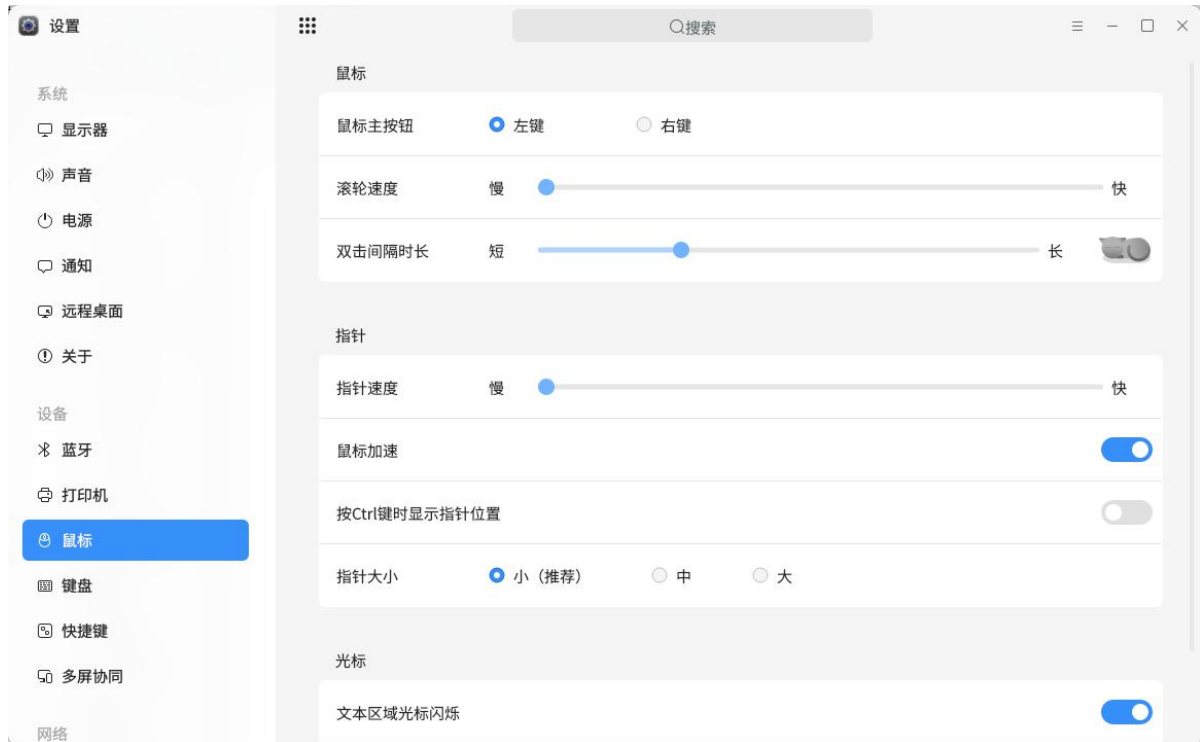 设置
搜索
系统
显示器
声音
电源
通知
远程桌面
关于
设备
蓝牙
打印机
鼠标
键盘
快捷键
多屏协同
网络
鼠标
鼠标主按钮 左键 右键
滚轮速度 慢 快
双击间隔时长 短 长
指针
指针速度 慢 快
鼠标加速
按Ctrl键时显示指针位置
指针大小 小（推荐） 中 大
光标
文本区域光标闪烁